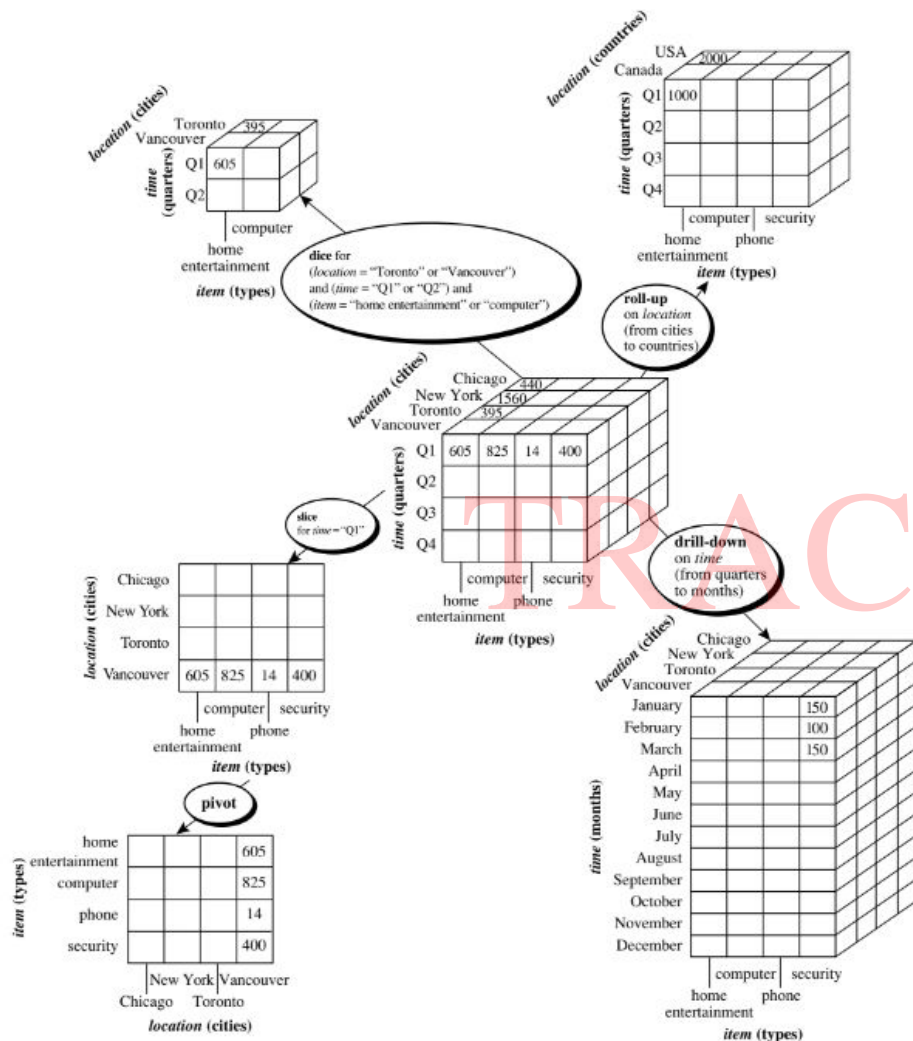 location (countries)
USA 2000
Canada
time (quarters)
Q1 1000
Q2
Q3
Q4
computer security
home phone
entertainment
item (types)
location (cities)
Toronto 395
Vancouver
time
(quarters)
Q1 605
Q2
computer
home
entertainment
item (types)
dice for
(location = “Toronto” or “Vancouver”)
and (time = “Q1” or “Q2”) and
(item = “home entertainment” or “computer”)
roll-up
on location
(from cities
to countries)
location (cities)
Chicago 440
New York 1560
Toronto 395
Vancouver
time (quarters)
Q1 605 825 14 400
Q2
Q3
Q4
computer security
home phone
entertainment
item (types)
TRAC
slice
for time = “Q1”
drill-down
on time
(from quarters
to months)
location (cities)
Chicago
New York
Toronto
Vancouver 605 825 14 400
computer security
home phone
entertainment
item (types)
pivot
item (types)
home
entertainment 605
computer 825
phone 14
security 400
New York Vancouver
Chicago Toronto
location (cities)
location (cities)
Chicago
New York
Toronto
Vancouver
time (months)
January 150
February 100
March 150
April
May
June
July
August
September
October
November
December
computer security
home phone
entertainment
item (types)